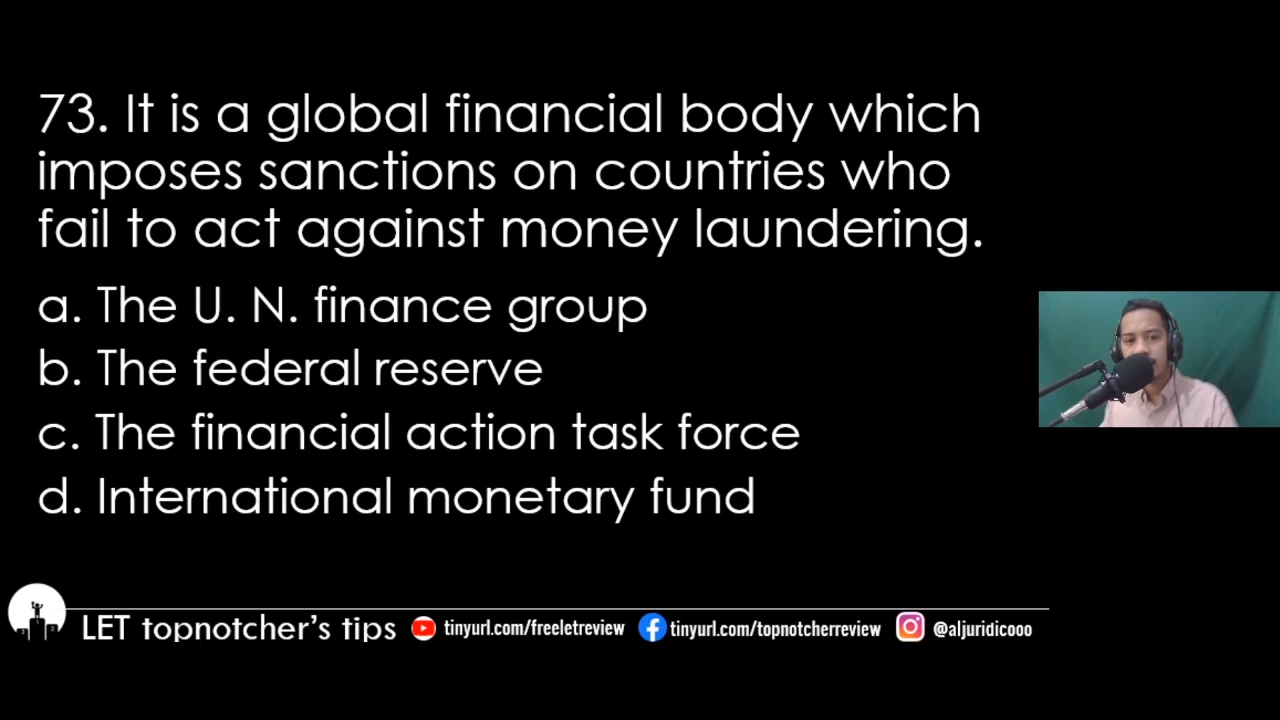 73. It is a global financial body which
imposes sanctions on countries who
fail to act against money laundering.
a. The U. N. finance group
b. The federal reserve
c. The financial action task force
d. International monetary fund
LET topnotcher's tips tinyurl.com/freeletreview tinyurl.com/topnotcherreview @aljuridicooo